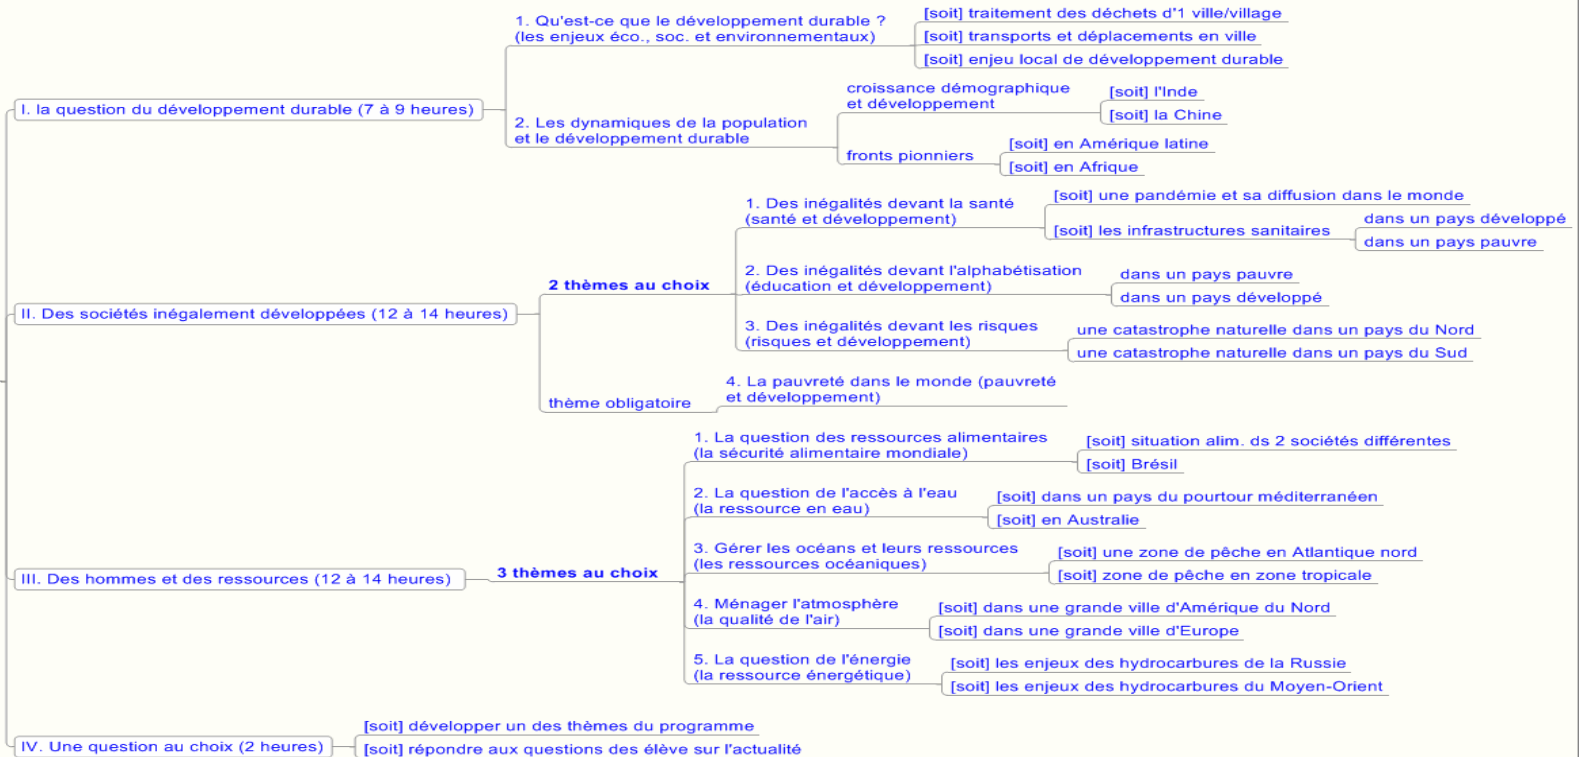 I. la question du développement durable (7 à 9 heures)
1. Qu'est-ce que le développement durable ?
(les enjeux éco., soc. et environnementaux)
[soit] traitement des déchets d'1 ville/village
[soit] transports et déplacements en ville
[soit] enjeu local de développement durable
2. Les dynamiques de la population
et le développement durable
croissance démographique
et développement
[soit] l'Inde
[soit] la Chine
fronts pionniers
[soit] en Amérique latine
[soit] en Afrique
II. Des sociétés inégalement développées (12 à 14 heures)
2 thèmes au choix
1. Des inégalités devant la santé
(santé et développement)
[soit] une pandémie et sa diffusion dans le monde
[soit] les infrastructures sanitaires
dans un pays développé
dans un pays pauvre
2. Des inégalités devant l'alphabétisation
(éducation et développement)
dans un pays pauvre
dans un pays développé
3. Des inégalités devant les risques
(risques et développement)
une catastrophe naturelle dans un pays du Nord
une catastrophe naturelle dans un pays du Sud
thème obligatoire
4. La pauvreté dans le monde (pauvreté
et développement)
III. Des hommes et des ressources (12 à 14 heures)
3 thèmes au choix
1. La question des ressources alimentaires
(la sécurité alimentaire mondiale)
[soit] situation alim. ds 2 sociétés différentes
[soit] Brésil
2. La question de l'accès à l'eau
(la ressource en eau)
[soit] dans un pays du pourtour méditerranéen
[soit] en Australie
3. Gérer les océans et leurs ressources
(les ressources océaniques)
[soit] une zone de pêche en Atlantique nord
[soit] zone de pêche en zone tropicale
4. Ménager l'atmosphère
(la qualité de l'air)
[soit] dans une grande ville d'Amérique du Nord
[soit] dans une grande ville d'Europe
5. La question de l'énergie
(la ressource énergétique)
[soit] les enjeux des hydrocarbures de la Russie
[soit] les enjeux des hydrocarbures du Moyen-Orient
IV. Une question au choix (2 heures)
[soit] développer un des thèmes du programme
[soit] répondre aux questions des élève sur l'actualité